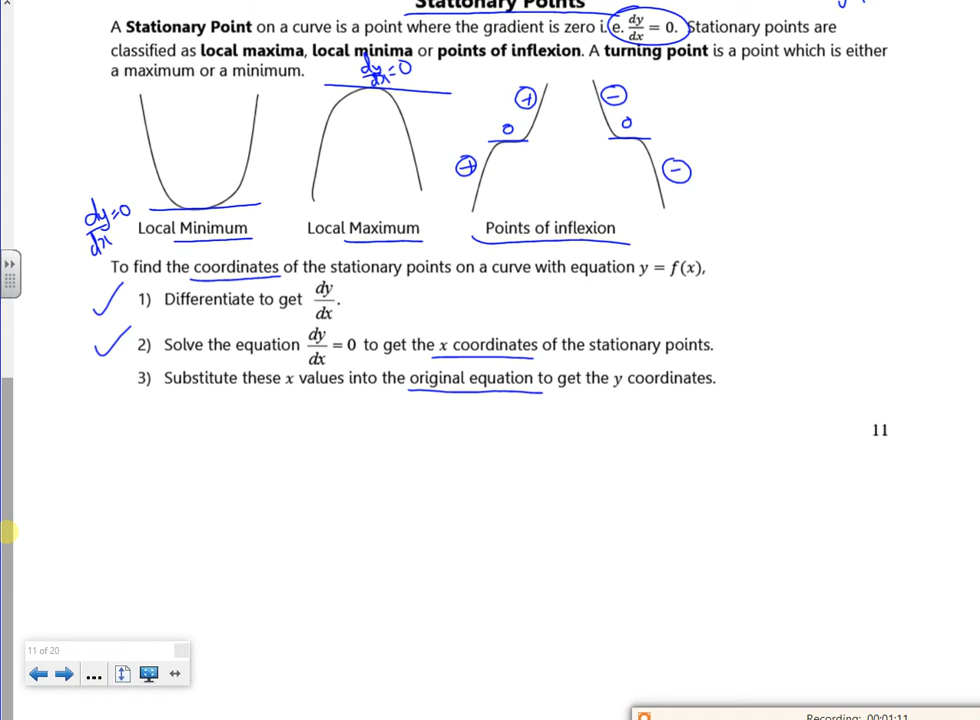 Stationary Points
A Stationary Point on a curve is a point where the gradient is zero i.e. dy/dx = 0. Stationary points are
classified as local maxima, local minima or points of inflexion. A turning point is a point which is either
a maximum or a minimum.
dy/dx = 0
+ 0 +
- 0 -
dy/dx = 0
Local Minimum Local Maximum Points of inflexion
To find the coordinates of the stationary points on a curve with equation y = f(x),
1) Differentiate to get dy/dx.
2) Solve the equation dy/dx = 0 to get the x coordinates of the stationary points.
3) Substitute these x values into the original equation to get the y coordinates.
11
11 of 20
...
Recording: 00:01:11